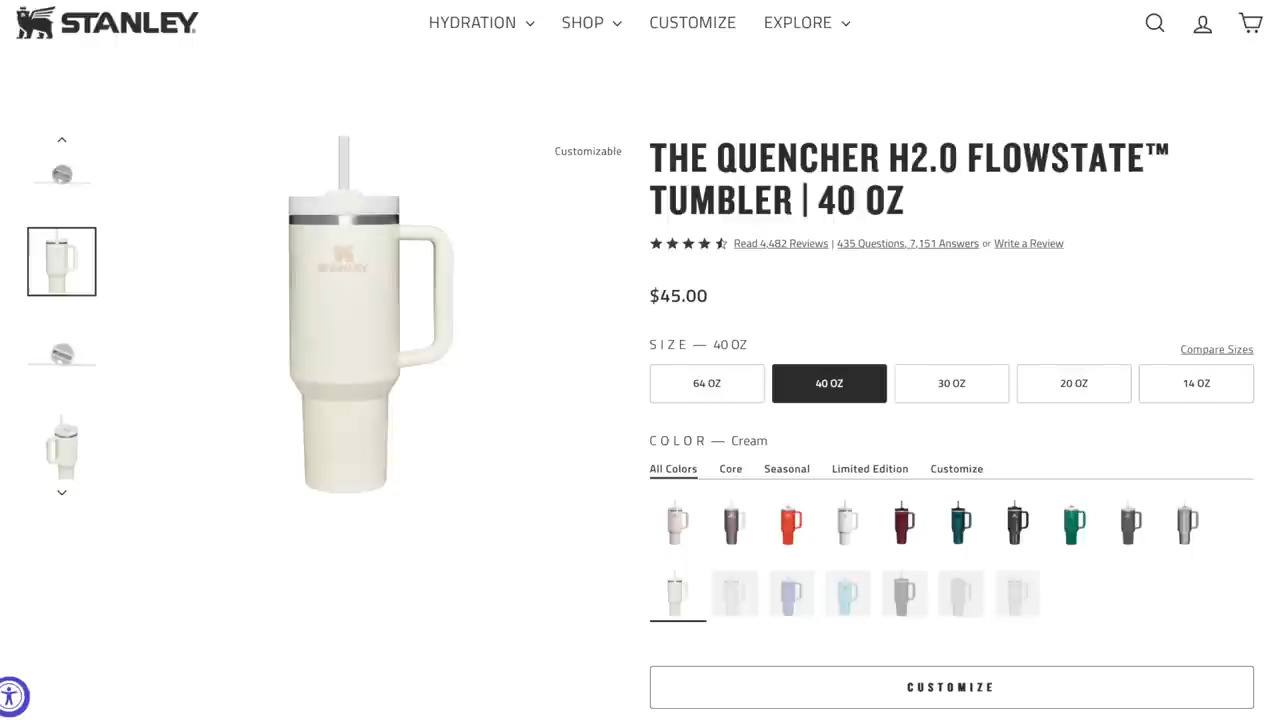 STANLEY
HYDRATION
SHOP
CUSTOMIZE
EXPLORE
Customizable
STANLEY
THE QUENCHER H2.0 FLOWSTATE™
TUMBLER | 40 OZ
Read 4,482 Reviews | 435 Questions, 7,151 Answers or Write a Review
$45.00
SIZE — 40 OZ
Compare Sizes
64 OZ
40 OZ
30 OZ
20 OZ
14 OZ
COLOR — Cream
All Colors
Core
Seasonal
Limited Edition
Customize
CUSTOMIZE